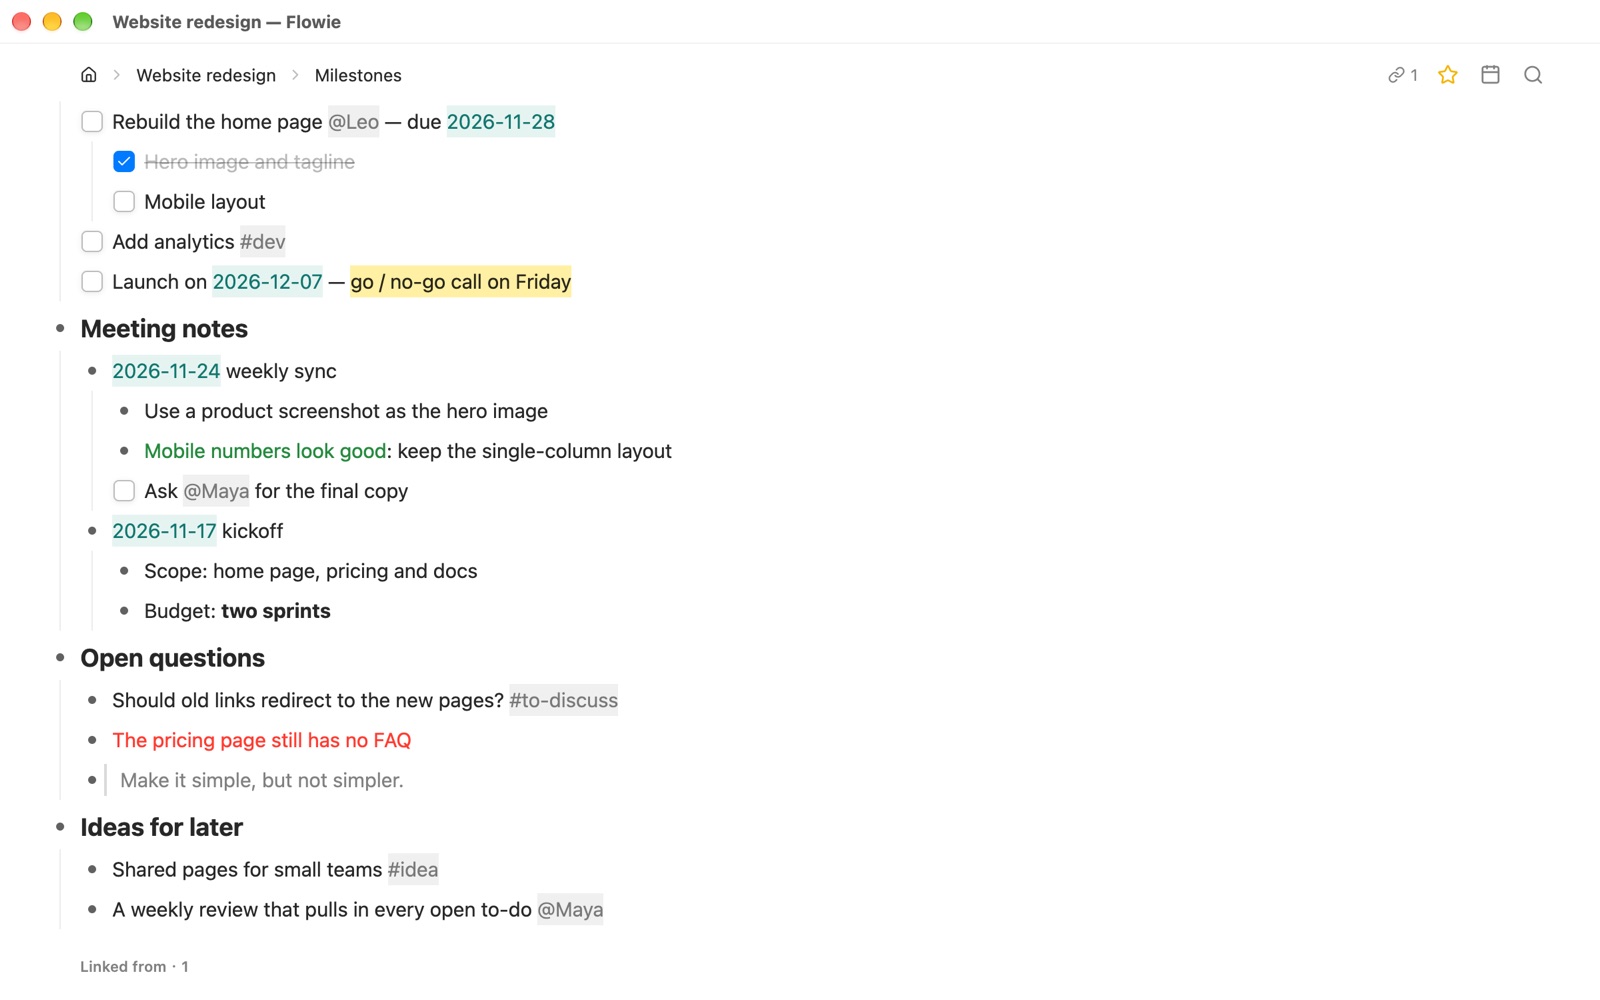 Website redesign — Flowie
Website redesign Milestones
1
Rebuild the home page @Leo — due 2026-11-28
Hero image and tagline
Mobile layout
Add analytics #dev
Launch on 2026-12-07 — go / no-go call on Friday
Meeting notes
2026-11-24 weekly sync
Use a product screenshot as the hero image
Mobile numbers look good: keep the single-column layout
Ask @Maya for the final copy
2026-11-17 kickoff
Scope: home page, pricing and docs
Budget: two sprints
Open questions
Should old links redirect to the new pages? #to-discuss
The pricing page still has no FAQ
Make it simple, but not simpler.
Ideas for later
Shared pages for small teams #idea
A weekly review that pulls in every open to-do @Maya
Linked from · 1